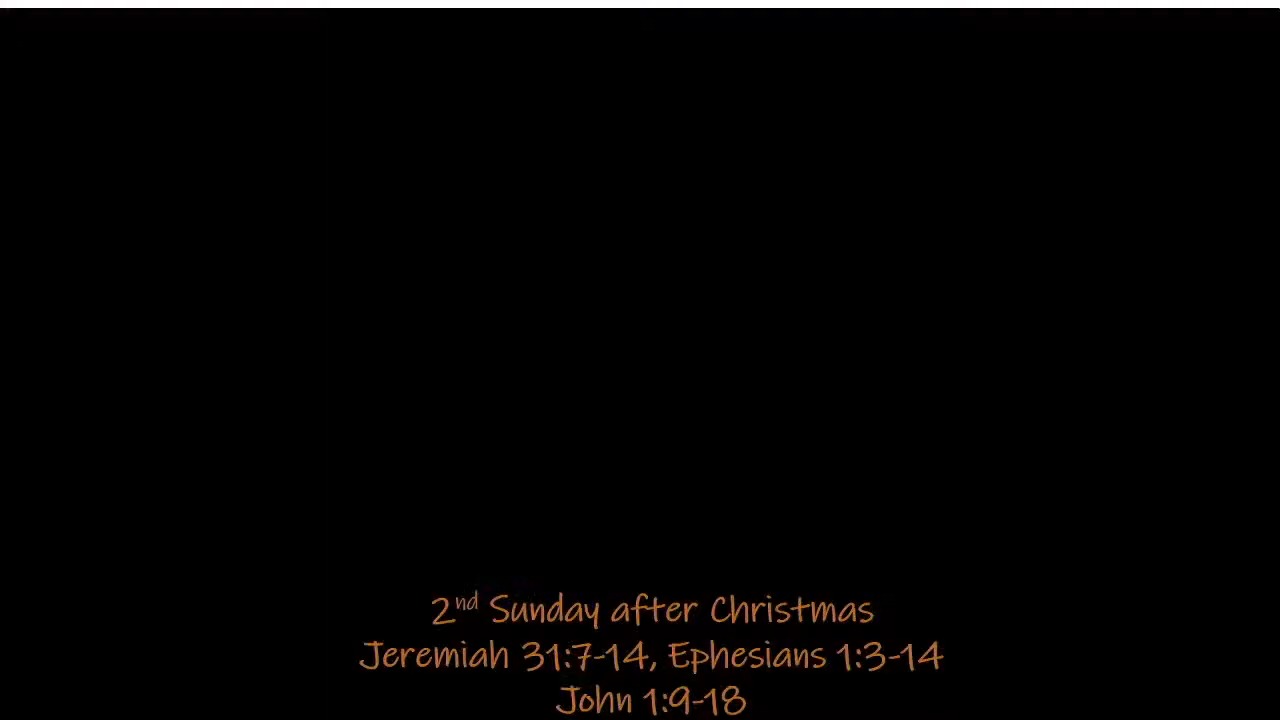 2nd Sunday after Christmas
Jeremiah 31:7-14, Ephesians 1:3-14
John 1:9-18